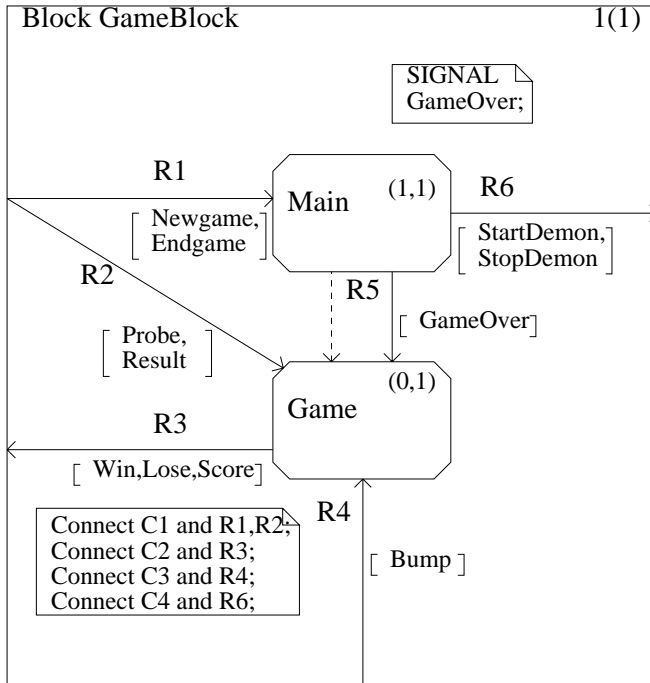 Block GameBlock 1(1)
SIGNAL
GameOver;
R1
R6
Main (1,1)
[ Newgame,
Endgame ]
[ StartDemon,
StopDemon ]
R2
R5
[ GameOver]
[ Probe,
Result ]
(0,1)
Game
R3
[ Win,Lose,Score]
R4
Connect C1 and R1,R2;
Connect C2 and R3;
Connect C3 and R4;
Connect C4 and R6;
[ Bump ]